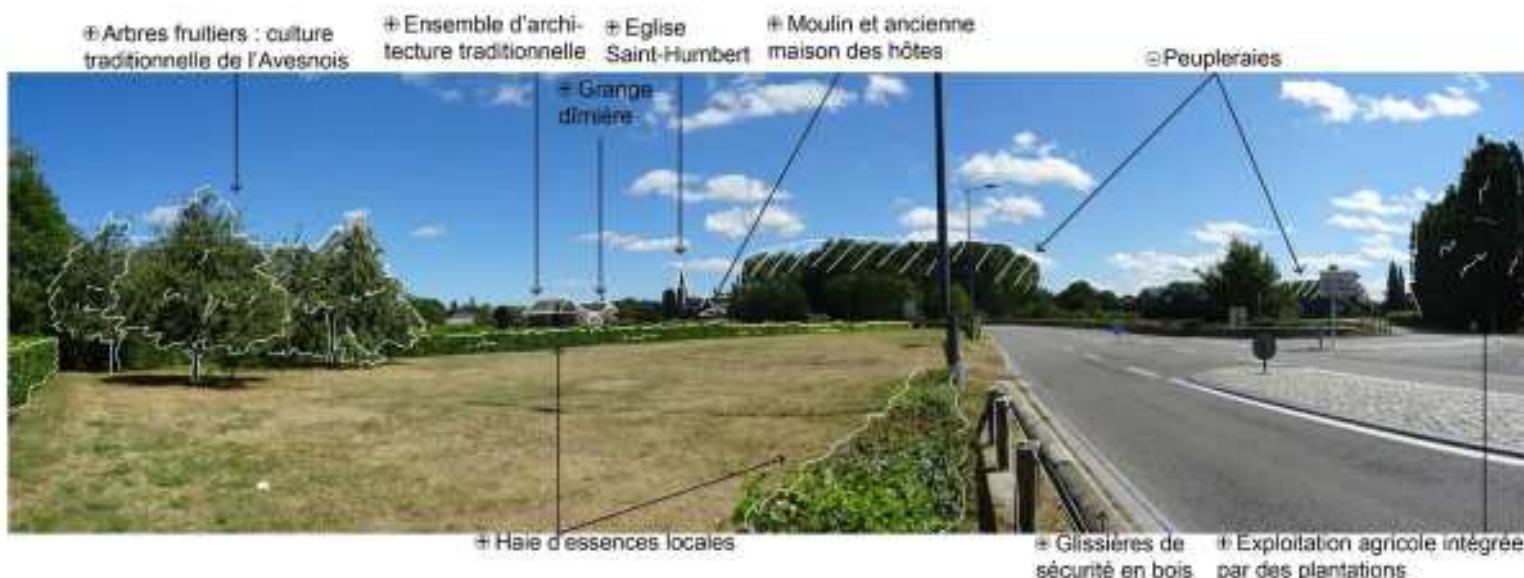 ⊕ Arbres fruitiers : culture
traditionnelle de l'Avesnois
⊕ Ensemble d'archi-
tecture traditionnelle
⊕ Eglise
Saint-Humbert
⊕ Moulin et ancienne
maison des hôtes
⊖ Peupleraies
⊕ Grange
dîmière
⊕ Haie d'essences locales
⊕ Glissières de
sécurité en bois
⊕ Exploitation agricole intégrée
par des plantations